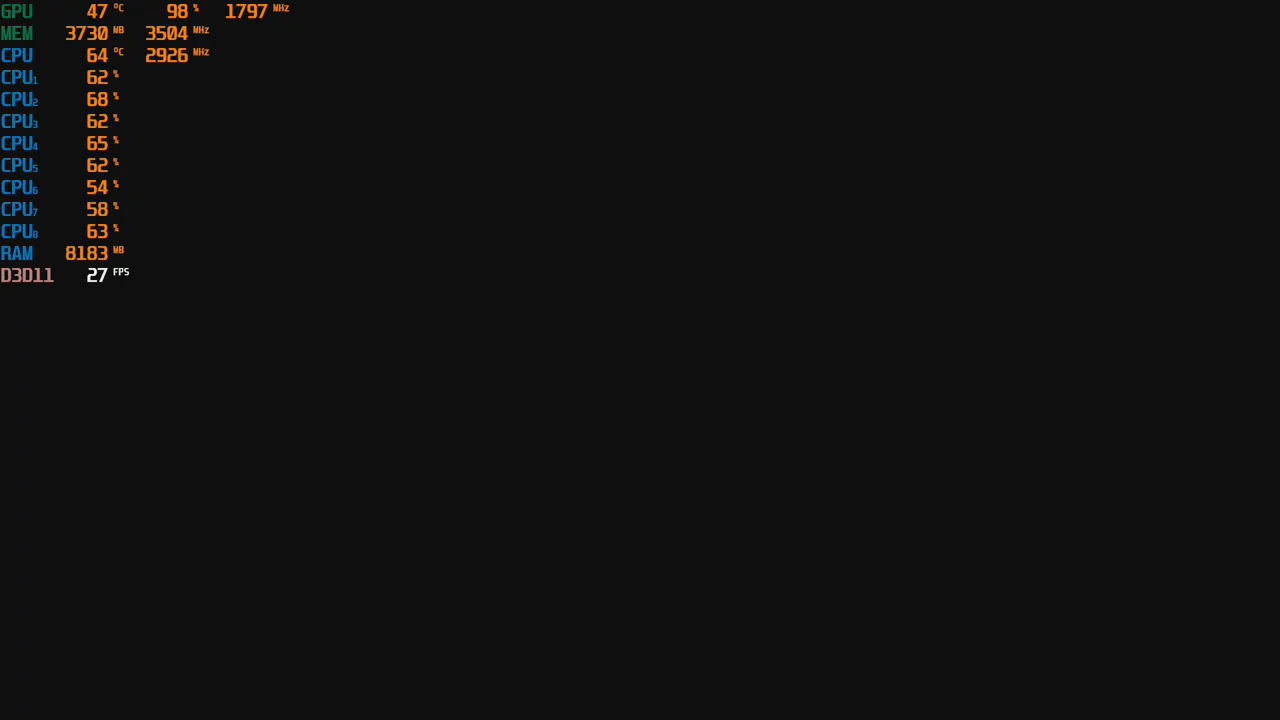 GPU 47 °C 98 % 1797 MHz
MEM 3730 MB 3504 MHz
CPU 64 °C 2926 MHz
CPU1 62 %
CPU2 68 %
CPU3 62 %
CPU4 65 %
CPU5 62 %
CPU6 54 %
CPU7 58 %
CPU8 63 %
RAM 8183 MB
D3D11 27 FPS